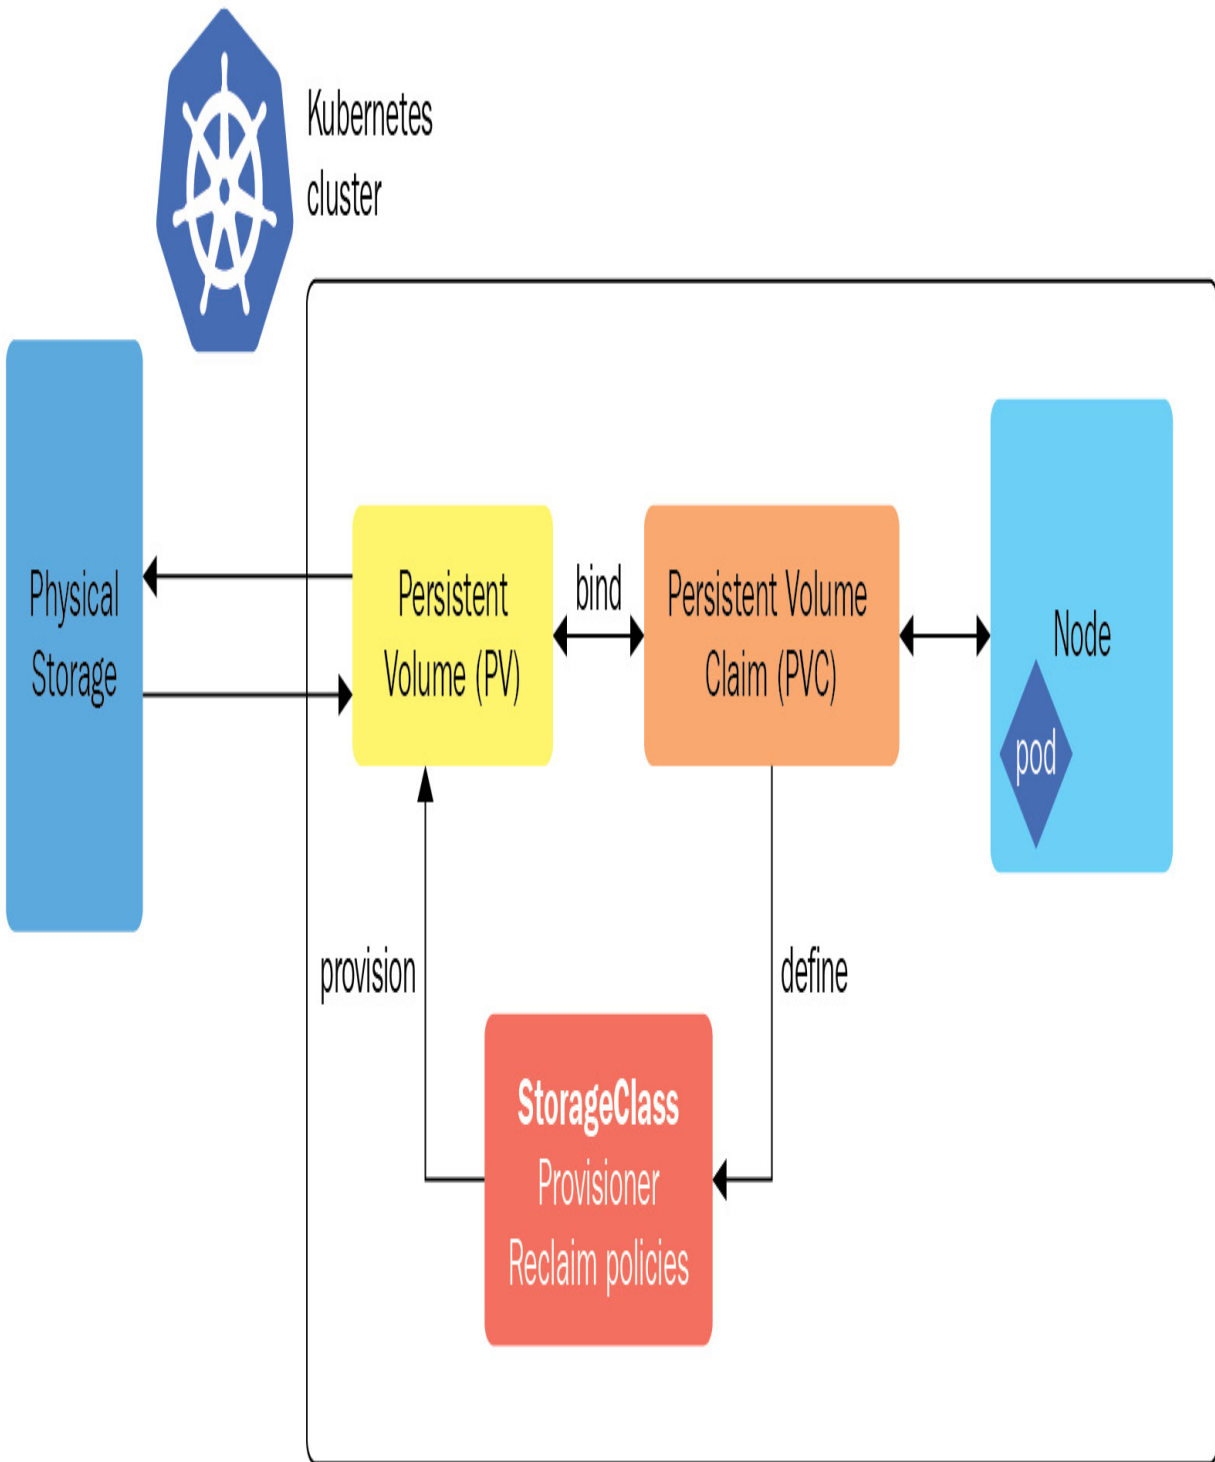 Kubernetes
cluster
Physical
Storage
Persistent
Volume (PV)
bind
Persistent Volume
Claim (PVC)
Node
pod
provision
define
StorageClass
Provisioner
Reclaim policies